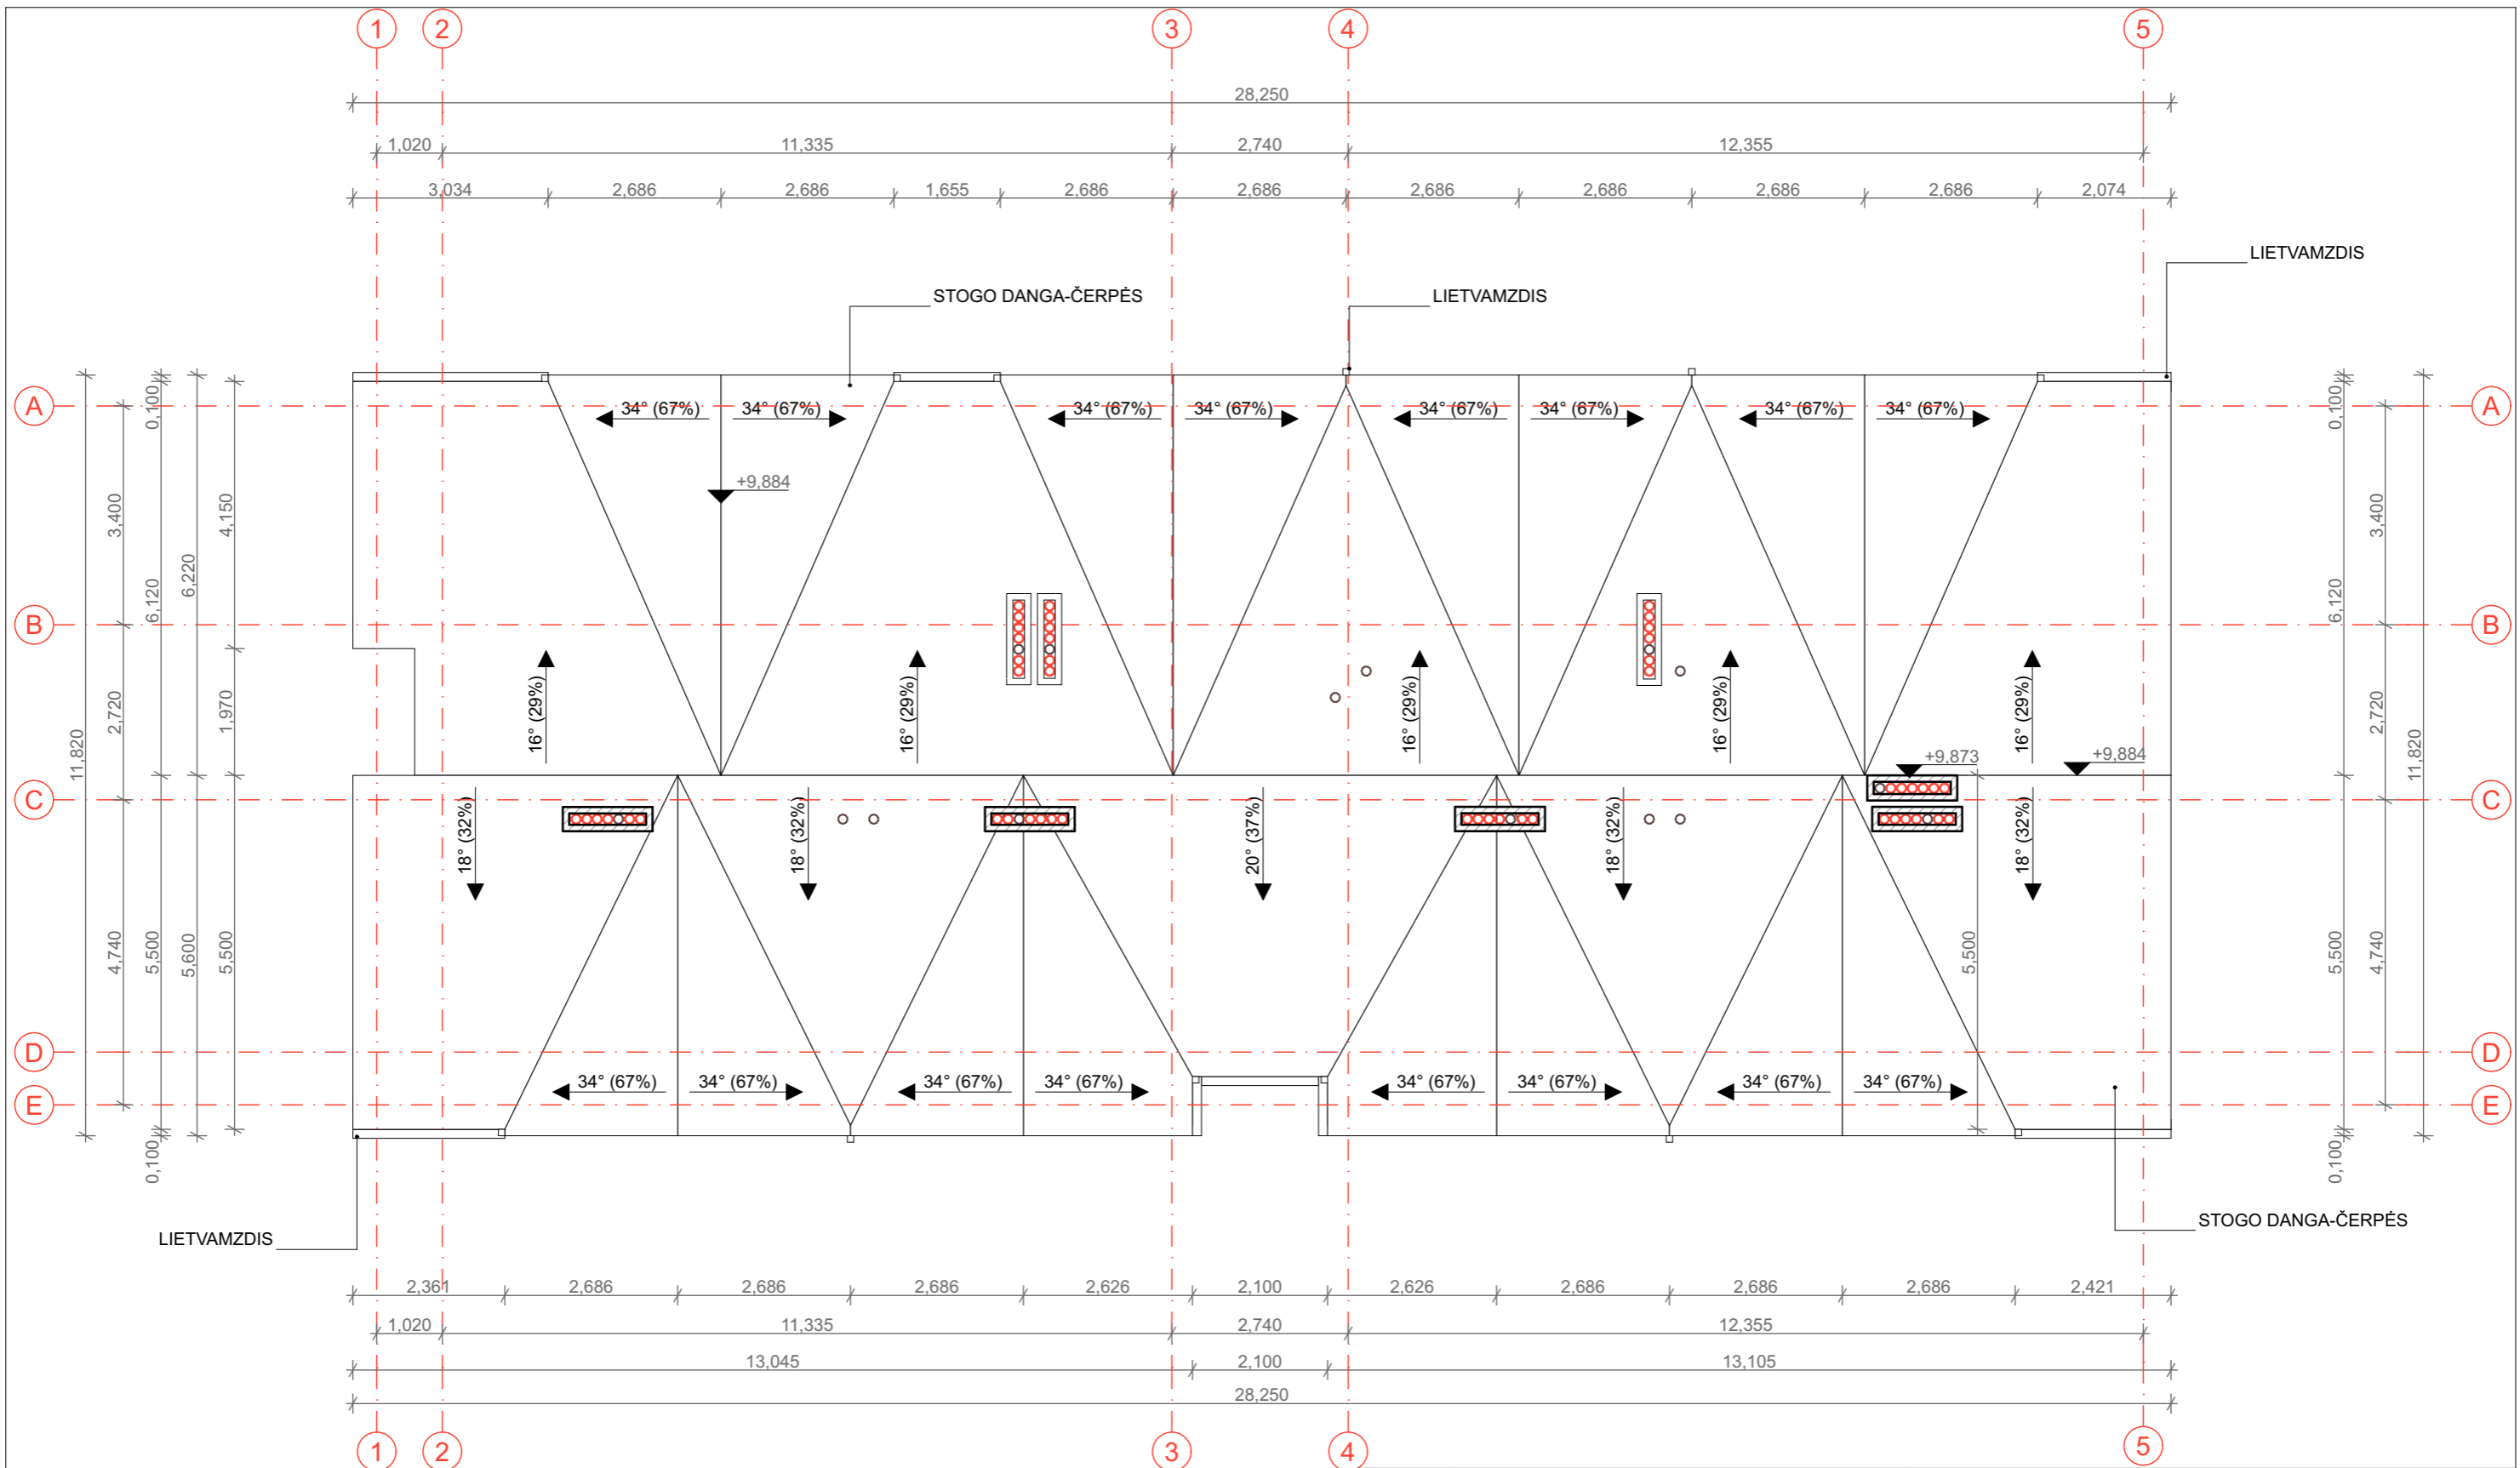 1 2 3 4 5
28,250
1,020 11,335 2,740 12,355
3,034 2,686 2,686 1,655 2,686 2,686 2,686 2,686 2,686 2,686 2,074
LIETVAMZDIS
STOGO DANGA-ČERPĖS LIETVAMZDIS
A 0,100 34° (67%) 34° (67%) 34° (67%) 34° (67%) 34° (67%) 34° (67%) 34° (67%) 34° (67%) 0,100 A
+9,884
3,400 4,150 3,400
6,220
6,120 6,120
B B
11,820 2,720 1,970 2,720 11,820
16° (29%) 16° (29%) 16° (29%) 16° (29%) 16° (29%)
+9,873 +9,884
C C
18° (32%) 18° (32%) 20° (37%) 18° (32%) 18° (32%)
4,740 5,500 5,600 5,500 5,500 5,500 4,740
D D
34° (67%) 34° (67%) 34° (67%) 34° (67%) 34° (67%) 34° (67%) 34° (67%) 34° (67%)
E E
0,100 0,100
STOGO DANGA-ČERPĖS
LIETVAMZDIS
2,361 2,686 2,686 2,686 2,626 2,100 2,626 2,686 2,686 2,686 2,421
1,020 11,335 2,740 12,355
13,045 2,100 13,105
28,250
1 2 3 4 5